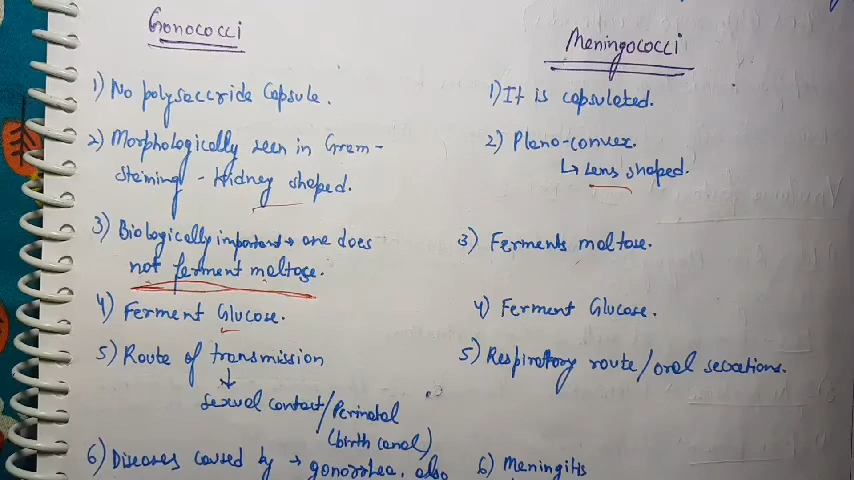 Gonococci
1) No polysaccride Capsule.
2) Morphologically seen in Gram-
staining - Kidney shaped.
3) Biologically important → one does
not ferment maltose.
4) Ferment Glucose.
5) Route of transmission
↓
Sexual contact/Perinatal
(birth canal)
6) Diseases caused by → gonorrhea, also
Meningococci
1) It is capsulated.
2) Plano-convex.
↳ Lens shaped.
3) Ferments maltose.
4) Ferment Glucose.
5) Respiratory route/oral secretions.
6) Meningitis